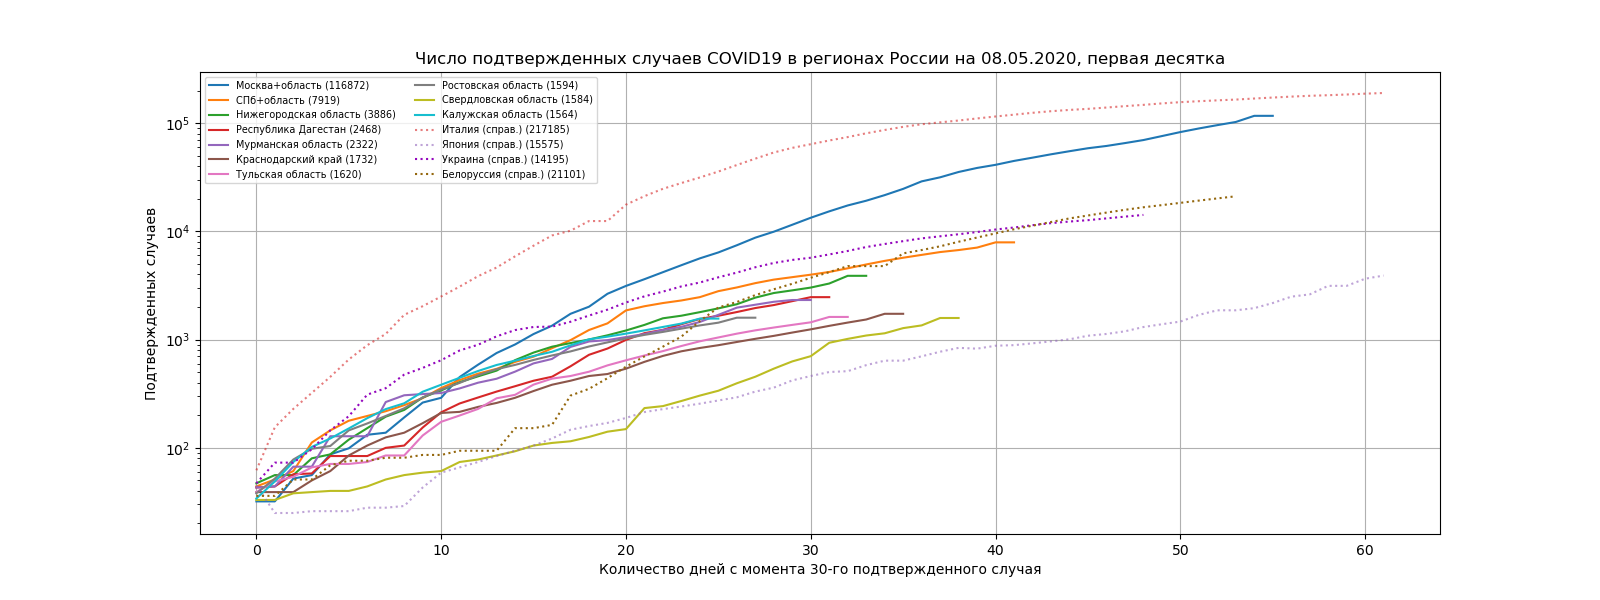 Число подтвержденных случаев COVID19 в регионах России на 08.05.2020, первая десятка
Москва+область (116872)
СПб+область (7919)
Нижегородская область (3886)
Республика Дагестан (2468)
Мурманская область (2322)
Краснодарский край (1732)
Тульская область (1620)
Ростовская область (1594)
Свердловская область (1584)
Калужская область (1564)
Италия (справ.) (217185)
Япония (справ.) (15575)
Украина (справ.) (14195)
Белоруссия (справ.) (21101)
Подтвержденных случаев
10⁵
10⁴
10³
10²
0 10 20 30 40 50 60
Количество дней с момента 30-го подтвержденного случая